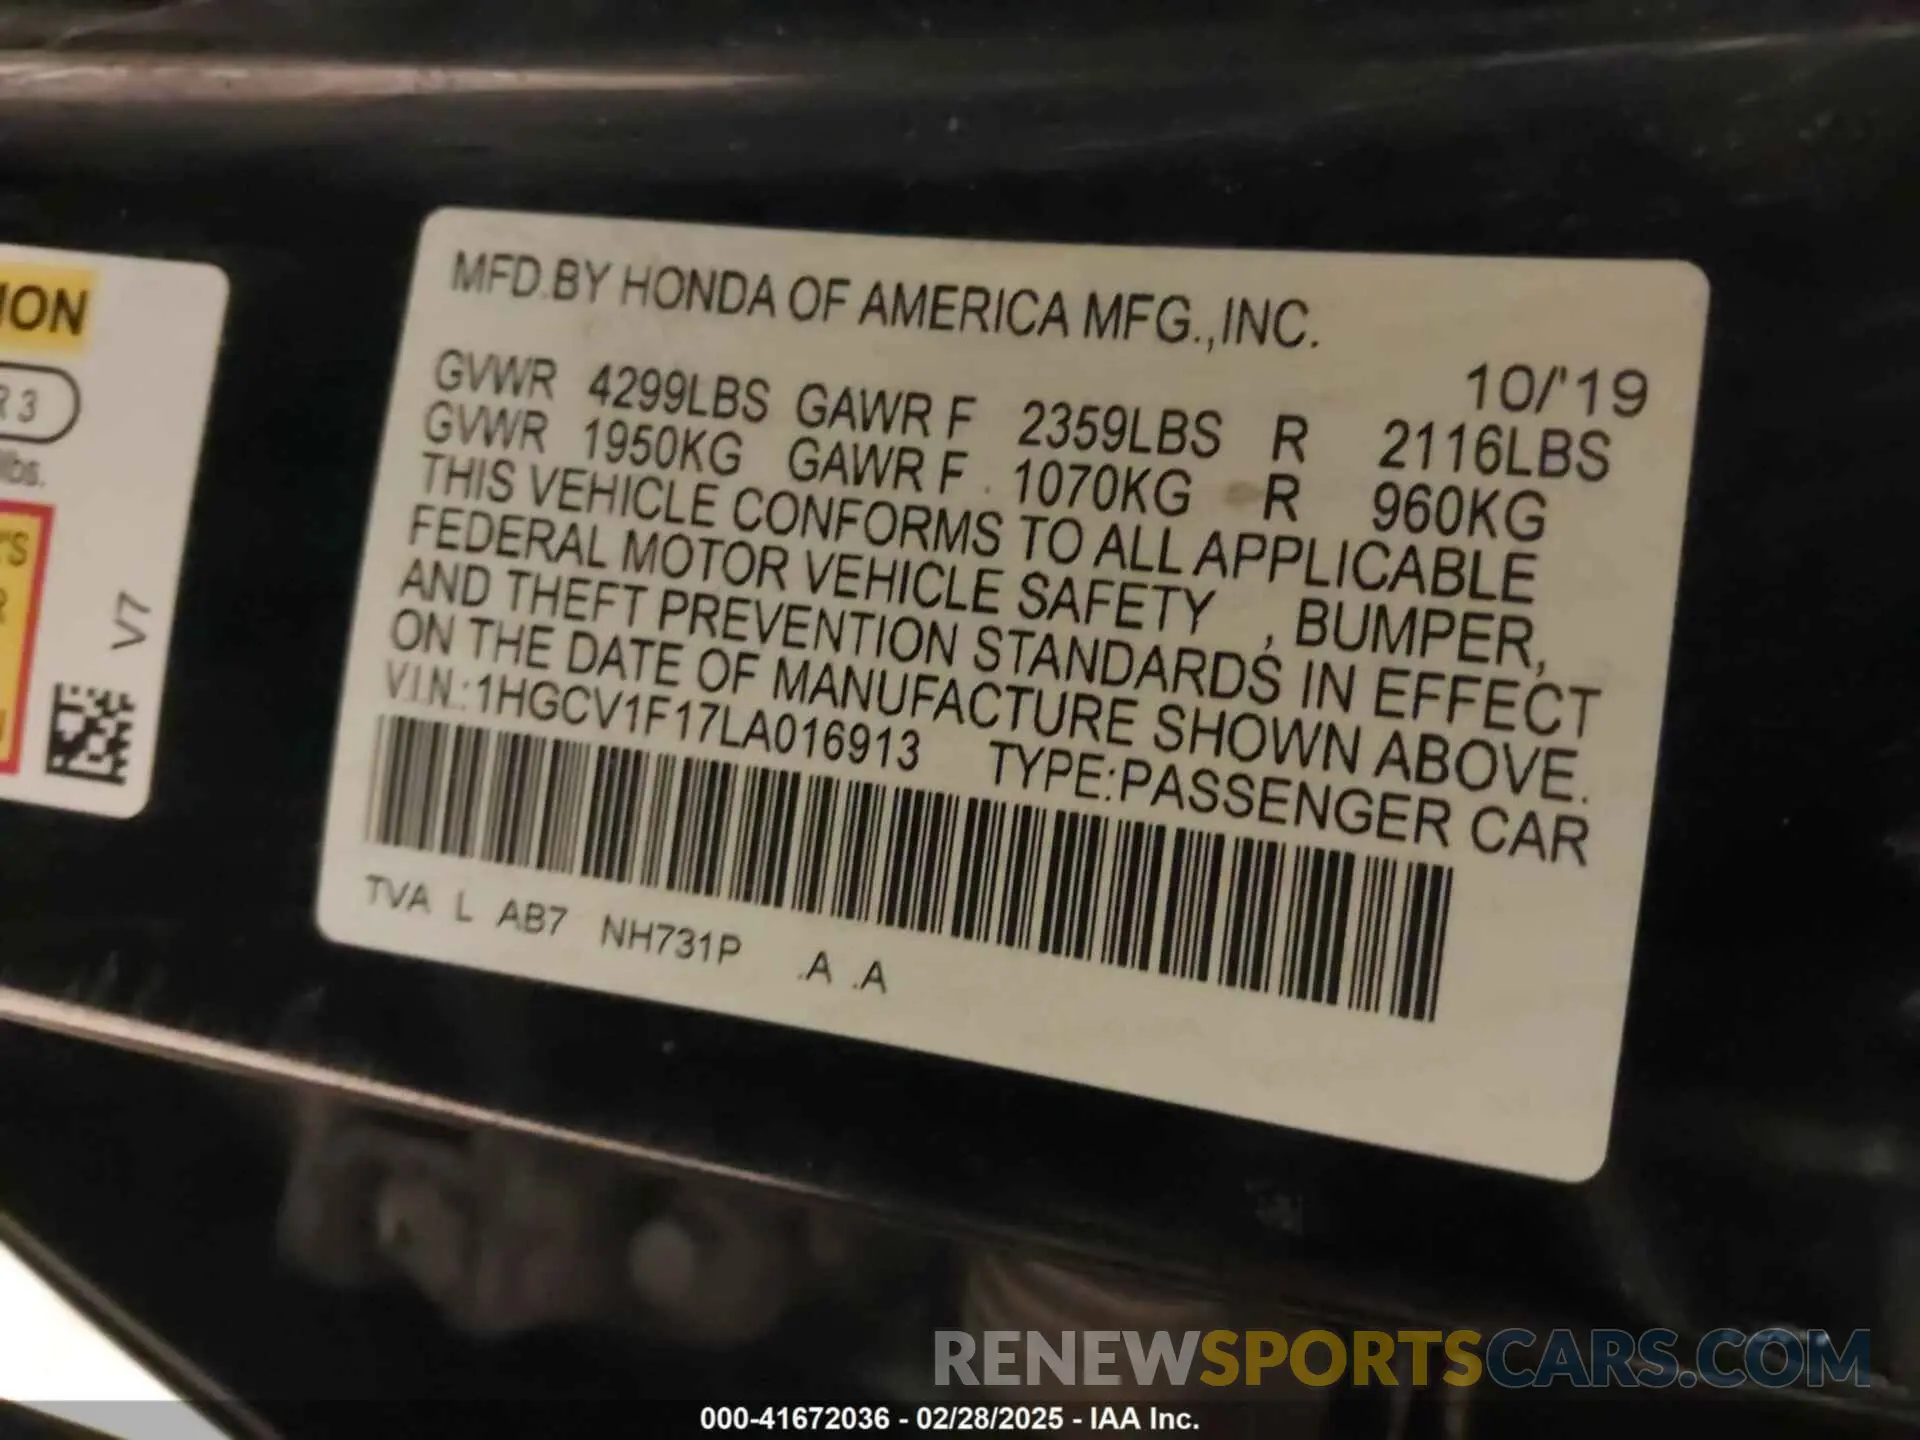 ION
R 3
lbs.
'S
R
N
V7
MFD.BY HONDA OF AMERICA MFG.,INC.
10/'19
GVWR 4299LBS GAWR F 2359LBS R 2116LBS
GVWR 1950KG GAWR F 1070KG R 960KG
THIS VEHICLE CONFORMS TO ALL APPLICABLE
FEDERAL MOTOR VEHICLE SAFETY , BUMPER,
AND THEFT PREVENTION STANDARDS IN EFFECT
ON THE DATE OF MANUFACTURE SHOWN ABOVE.
V.I.N.:1HGCV1F17LA016913 TYPE:PASSENGER CAR
TVA L AB7 NH731P .A .A
RENEWSPORTSCARS.COM
000-41672036 - 02/28/2025 - IAA Inc.